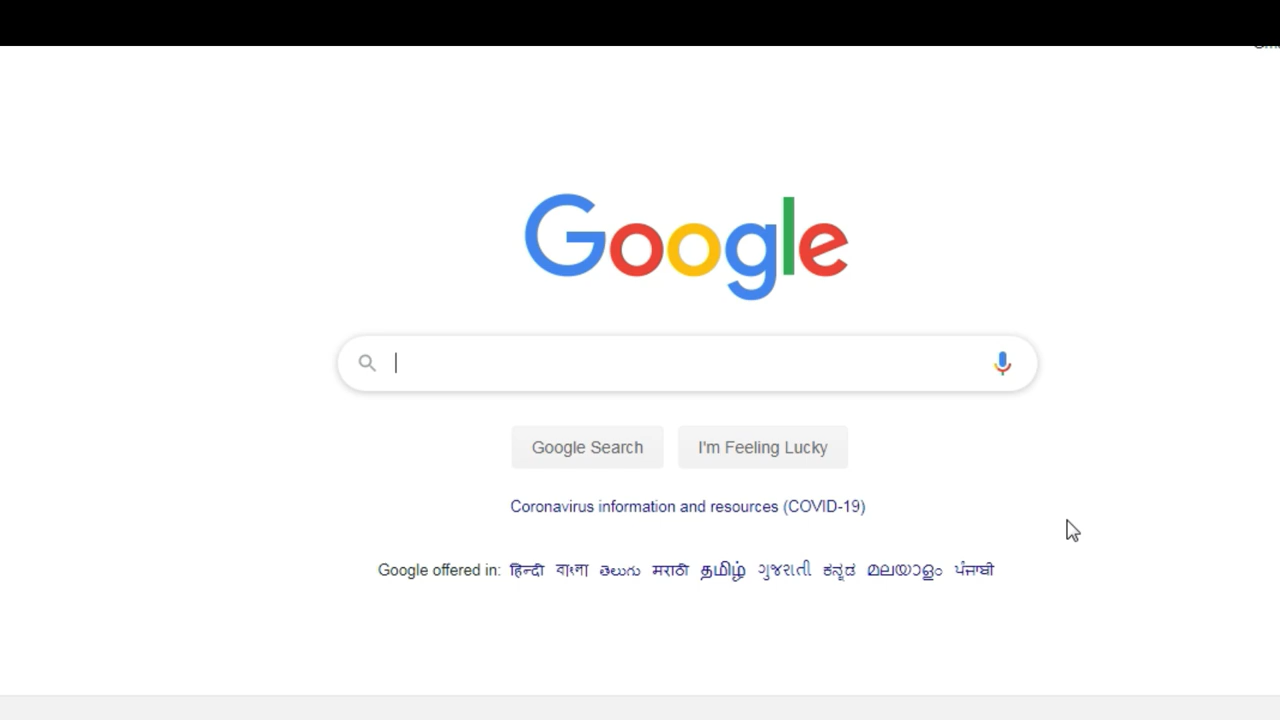 Google
Google Search I'm Feeling Lucky
Coronavirus information and resources (COVID-19)
Google offered in: हिन्दी বাংলা తెలుగు मराठी தமிழ் ગુજરાતી ಕನ್ನಡ മലയാളം ਪੰਜਾਬੀ